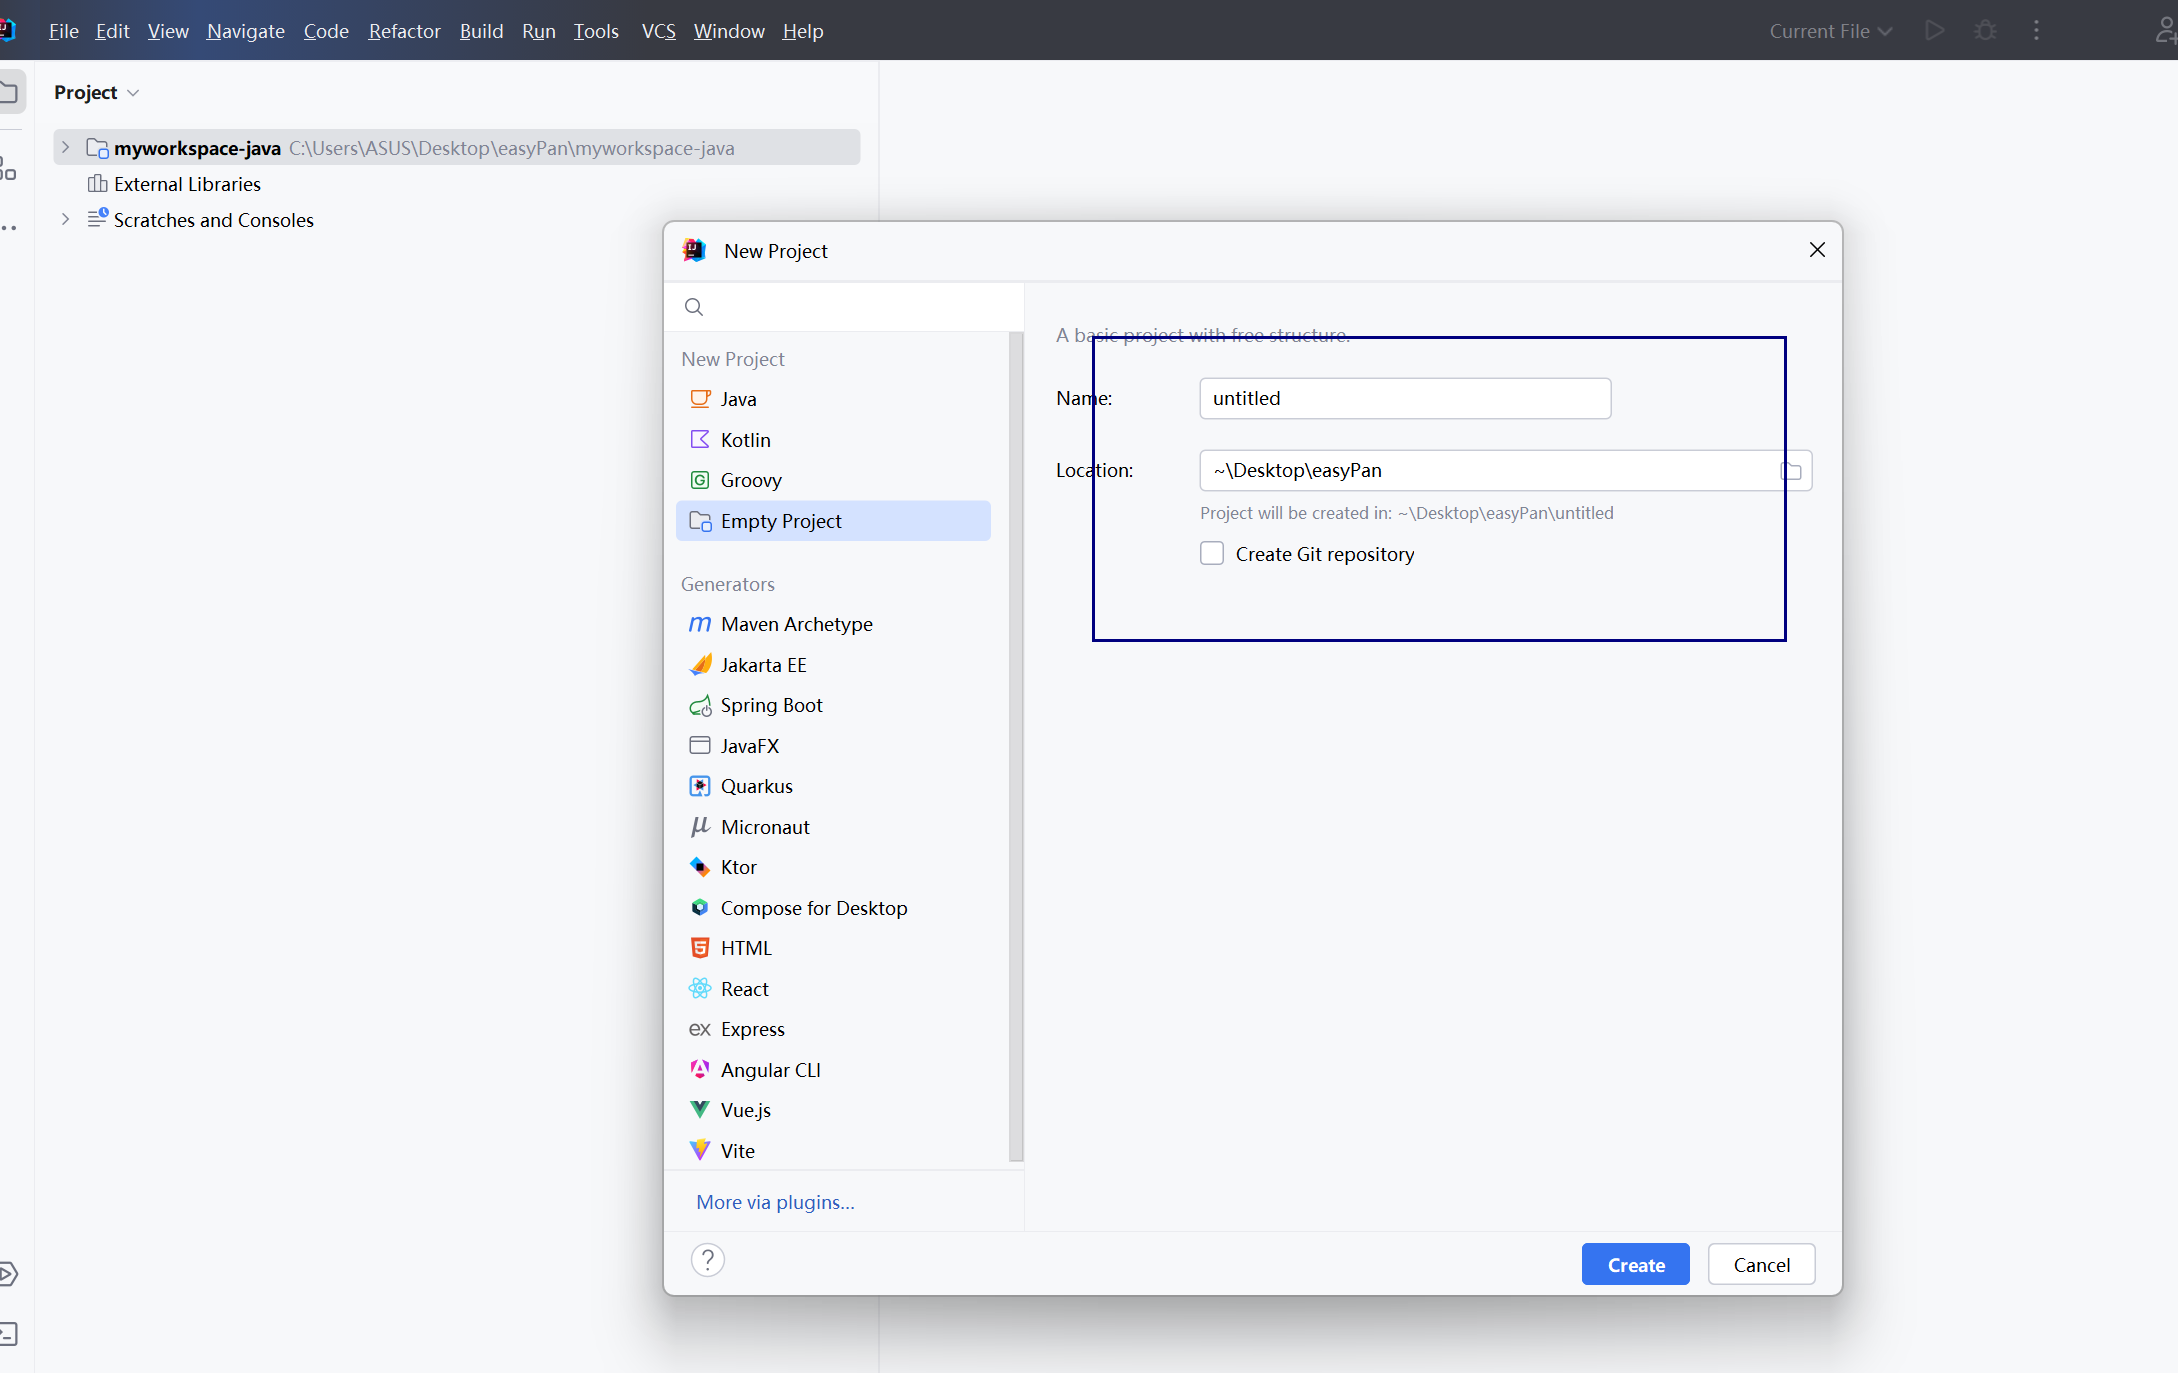 File Edit View Navigate Code Refactor Build Run Tools VCS Window Help Current File
Project
myworkspace-java C:\Users\ASUS\Desktop\easyPan\myworkspace-java
External Libraries
Scratches and Consoles
New Project
New Project
Java
Kotlin
Groovy
Empty Project
Generators
Maven Archetype
Jakarta EE
Spring Boot
JavaFX
Quarkus
Micronaut
Ktor
Compose for Desktop
HTML
React
Express
Angular CLI
Vue.js
Vite
More via plugins...
A basic project with free structure.
Name: untitled
Location: ~\Desktop\easyPan
Project will be created in: ~\Desktop\easyPan\untitled
Create Git repository
? Create Cancel